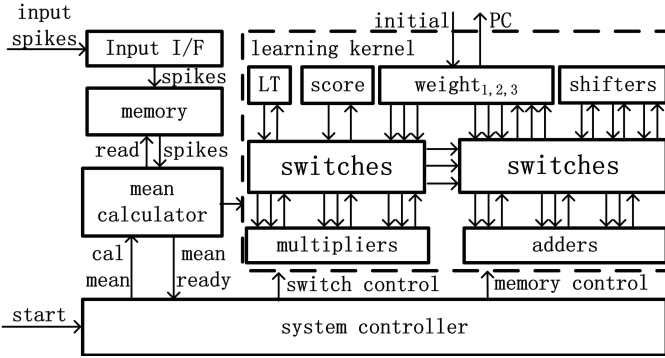 input
spikes
Input I/F
spikes
memory
read
spikes
mean
calculator
cal
mean
mean
ready
start
system controller
initial
PC
learning kernel
LT
score
weight1,2,3
shifters
switches
switches
multipliers
adders
switch control
memory control